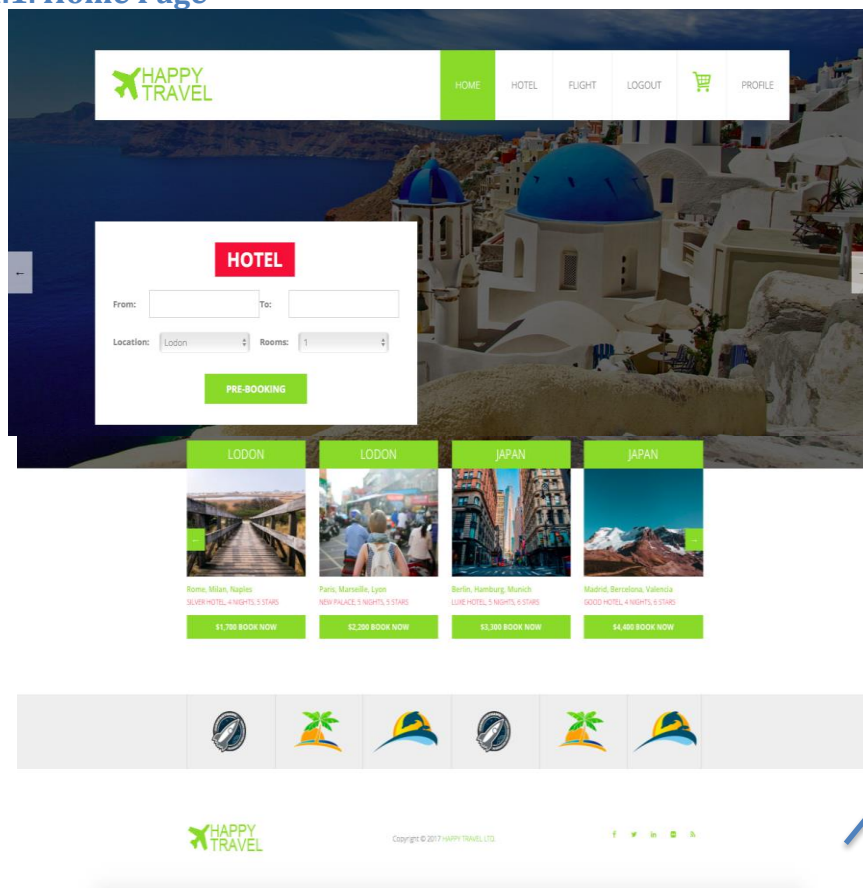 .1. Home Page
HAPPY TRAVEL
HOME HOTEL FLIGHT LOGOUT PROFILE
HOTEL
From: To:
Location: Lodon Rooms: 1
PRE-BOOKING
LODON LODON JAPAN JAPAN
Rome, Milan, Naples Paris, Marseille, Lyon Berlin, Hamburg, Munich Madrid, Bercelona, Valencia
SILVER HOTEL, 4 NIGHTS, 5 STARS NEW PALACE, 5 NIGHTS, 5 STARS LUXE HOTEL, 5 NIGHTS, 6 STARS GOOD HOTEL, 4 NIGHTS, 6 STARS
$1,700 BOOK NOW $2,200 BOOK NOW $3,300 BOOK NOW $4,400 BOOK NOW
HAPPY TRAVEL
Copyright © 2017 HAPPY TRAVEL LTD.